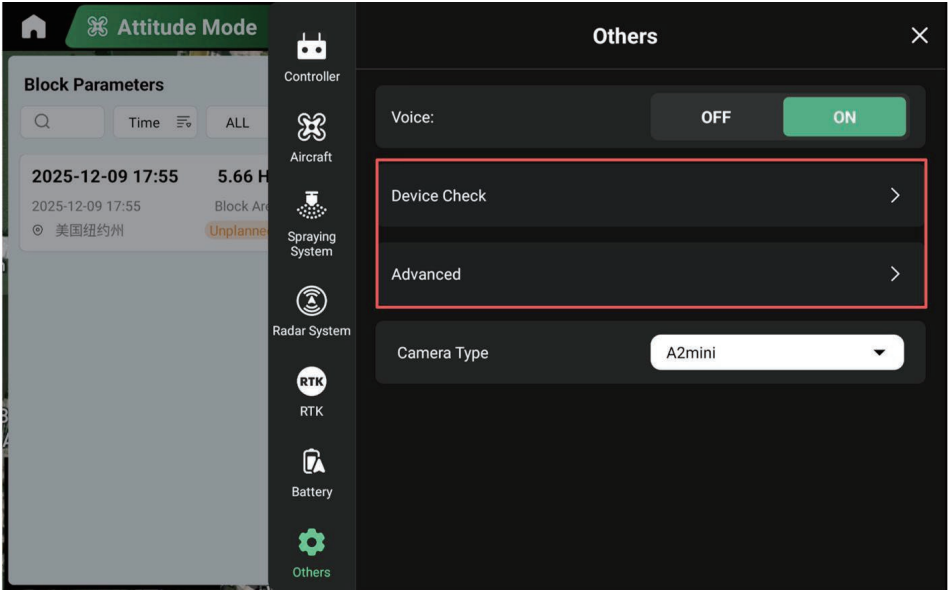 Attitude Mode
Block Parameters
Time
ALL
2025-12-09 17:55
5.66 H
2025-12-09 17:55
Block Are
美国纽约州
Unplanne
Controller
Aircraft
Spraying
System
Radar System
RTK
RTK
Battery
Others
Others
Voice:
OFF
ON
Device Check
Advanced
Camera Type
A2mini